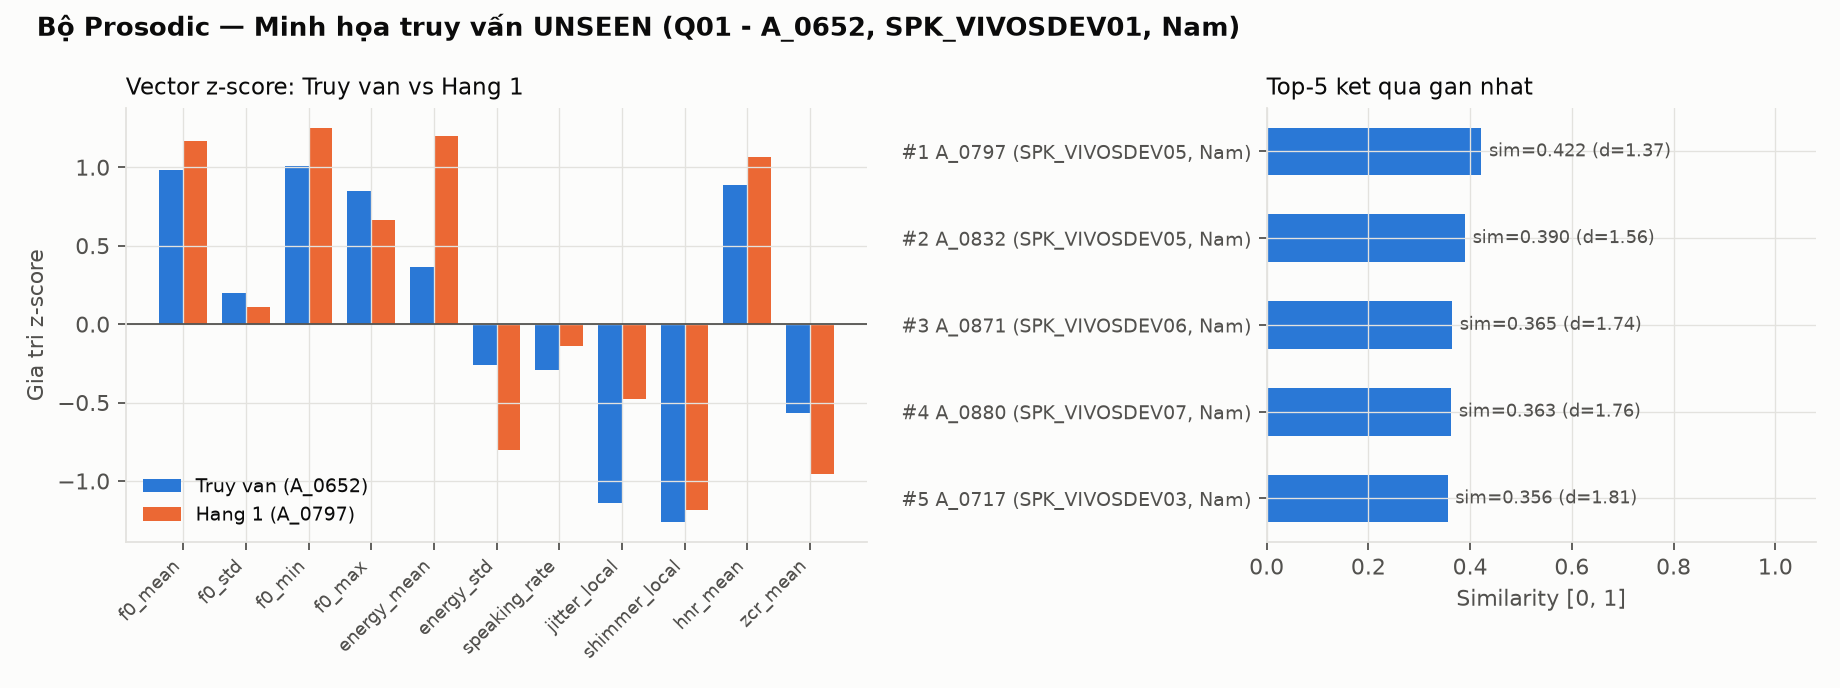 Bộ Prosodic — Minh họa truy vấn UNSEEN (Q01 - A_0652, SPK_VIVOSDEV01, Nam)
Vector z-score: Truy van vs Hang 1
Gia tri z-score
1.0
0.5
0.0
−0.5
−1.0
Truy van (A_0652)
Hang 1 (A_0797)
f0_mean
f0_std
f0_min
f0_max
energy_mean
energy_std
speaking_rate
jitter_local
shimmer_local
hnr_mean
zcr_mean
Top-5 ket qua gan nhat
#1 A_0797 (SPK_VIVOSDEV05, Nam) sim=0.422 (d=1.37)
#2 A_0832 (SPK_VIVOSDEV05, Nam) sim=0.390 (d=1.56)
#3 A_0871 (SPK_VIVOSDEV06, Nam) sim=0.365 (d=1.74)
#4 A_0880 (SPK_VIVOSDEV07, Nam) sim=0.363 (d=1.76)
#5 A_0717 (SPK_VIVOSDEV03, Nam) sim=0.356 (d=1.81)
0.0 0.2 0.4 0.6 0.8 1.0
Similarity [0, 1]